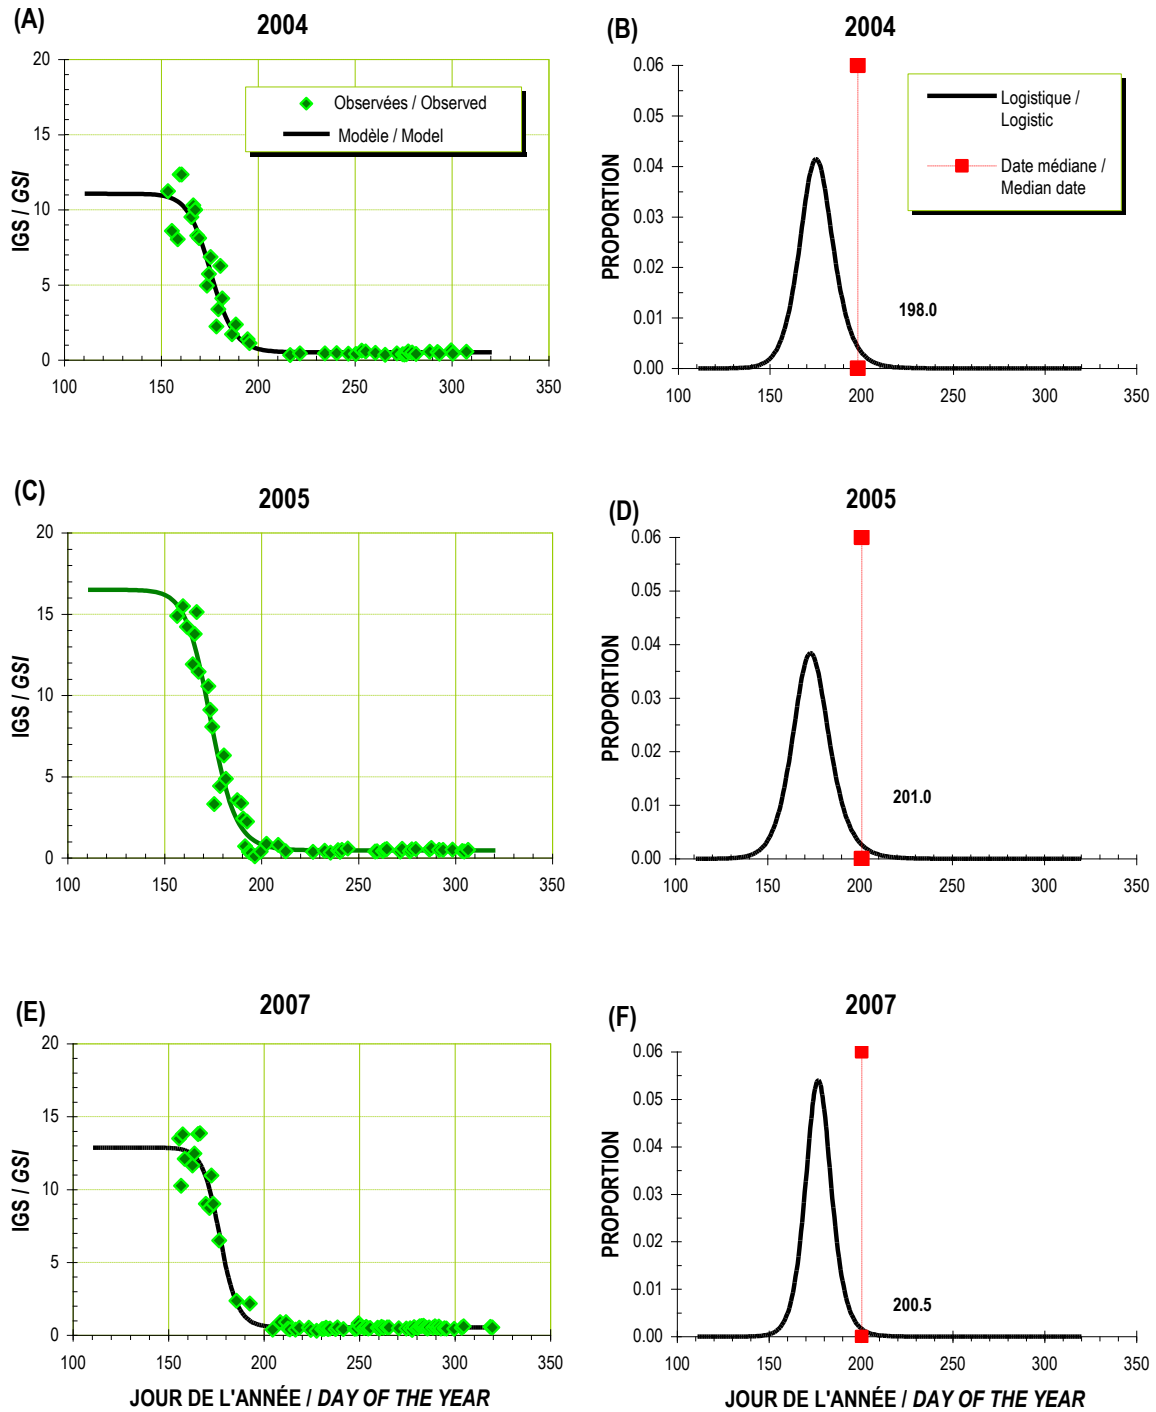 (A)
2004
20
15
10
5
0
100 150 200 250 300 350
IGS / GSI
Observées / Observed
Modèle / Model
(B)
2004
0.06
0.05
0.04
0.03
0.02
0.01
0.00
100 150 200 250 300 350
PROPORTION
Logistique /
Logistic
Date médiane /
Median date
198.0
(C)
2005
20
15
10
5
0
100 150 200 250 300 350
IGS / GSI
(D)
2005
0.06
0.05
0.04
0.03
0.02
0.01
0.00
100 150 200 250 300 350
PROPORTION
201.0
(E)
2007
20
15
10
5
0
100 150 200 250 300 350
IGS / GSI
JOUR DE L'ANNÉE / DAY OF THE YEAR
(F)
2007
0.06
0.05
0.04
0.03
0.02
0.01
0.00
100 150 200 250 300 350
PROPORTION
200.5
JOUR DE L'ANNÉE / DAY OF THE YEAR